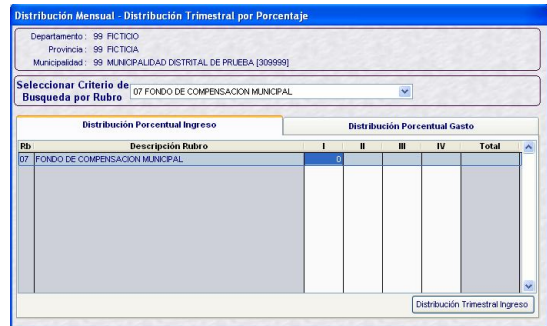 Distribución Mensual - Distribución Trimestral por Porcentaje
Departamento : 99 FICTICIO
Provincia : 99 FICTICIA
Municipalidad : 99 MUNICIPALIDAD DISTRITAL DE PRUEBA [309999]
Seleccionar Criterio de
Busqueda por Rubro 07 FONDO DE COMPENSACION MUNICIPAL
Distribución Porcentual Ingreso Distribución Porcentual Gasto
Rb Descripción Rubro I II III IV Total
07 FONDO DE COMPENSACION MUNICIPAL 0
Distribución Trimestral Ingreso